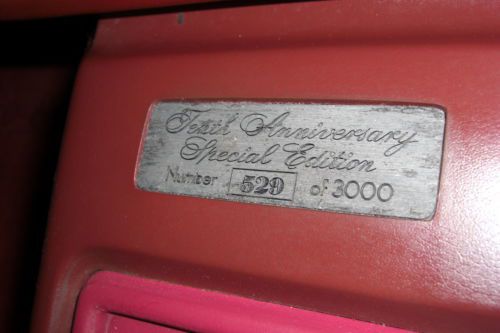 Tenth Anniversary
Special Edition
Number 529 of 3000